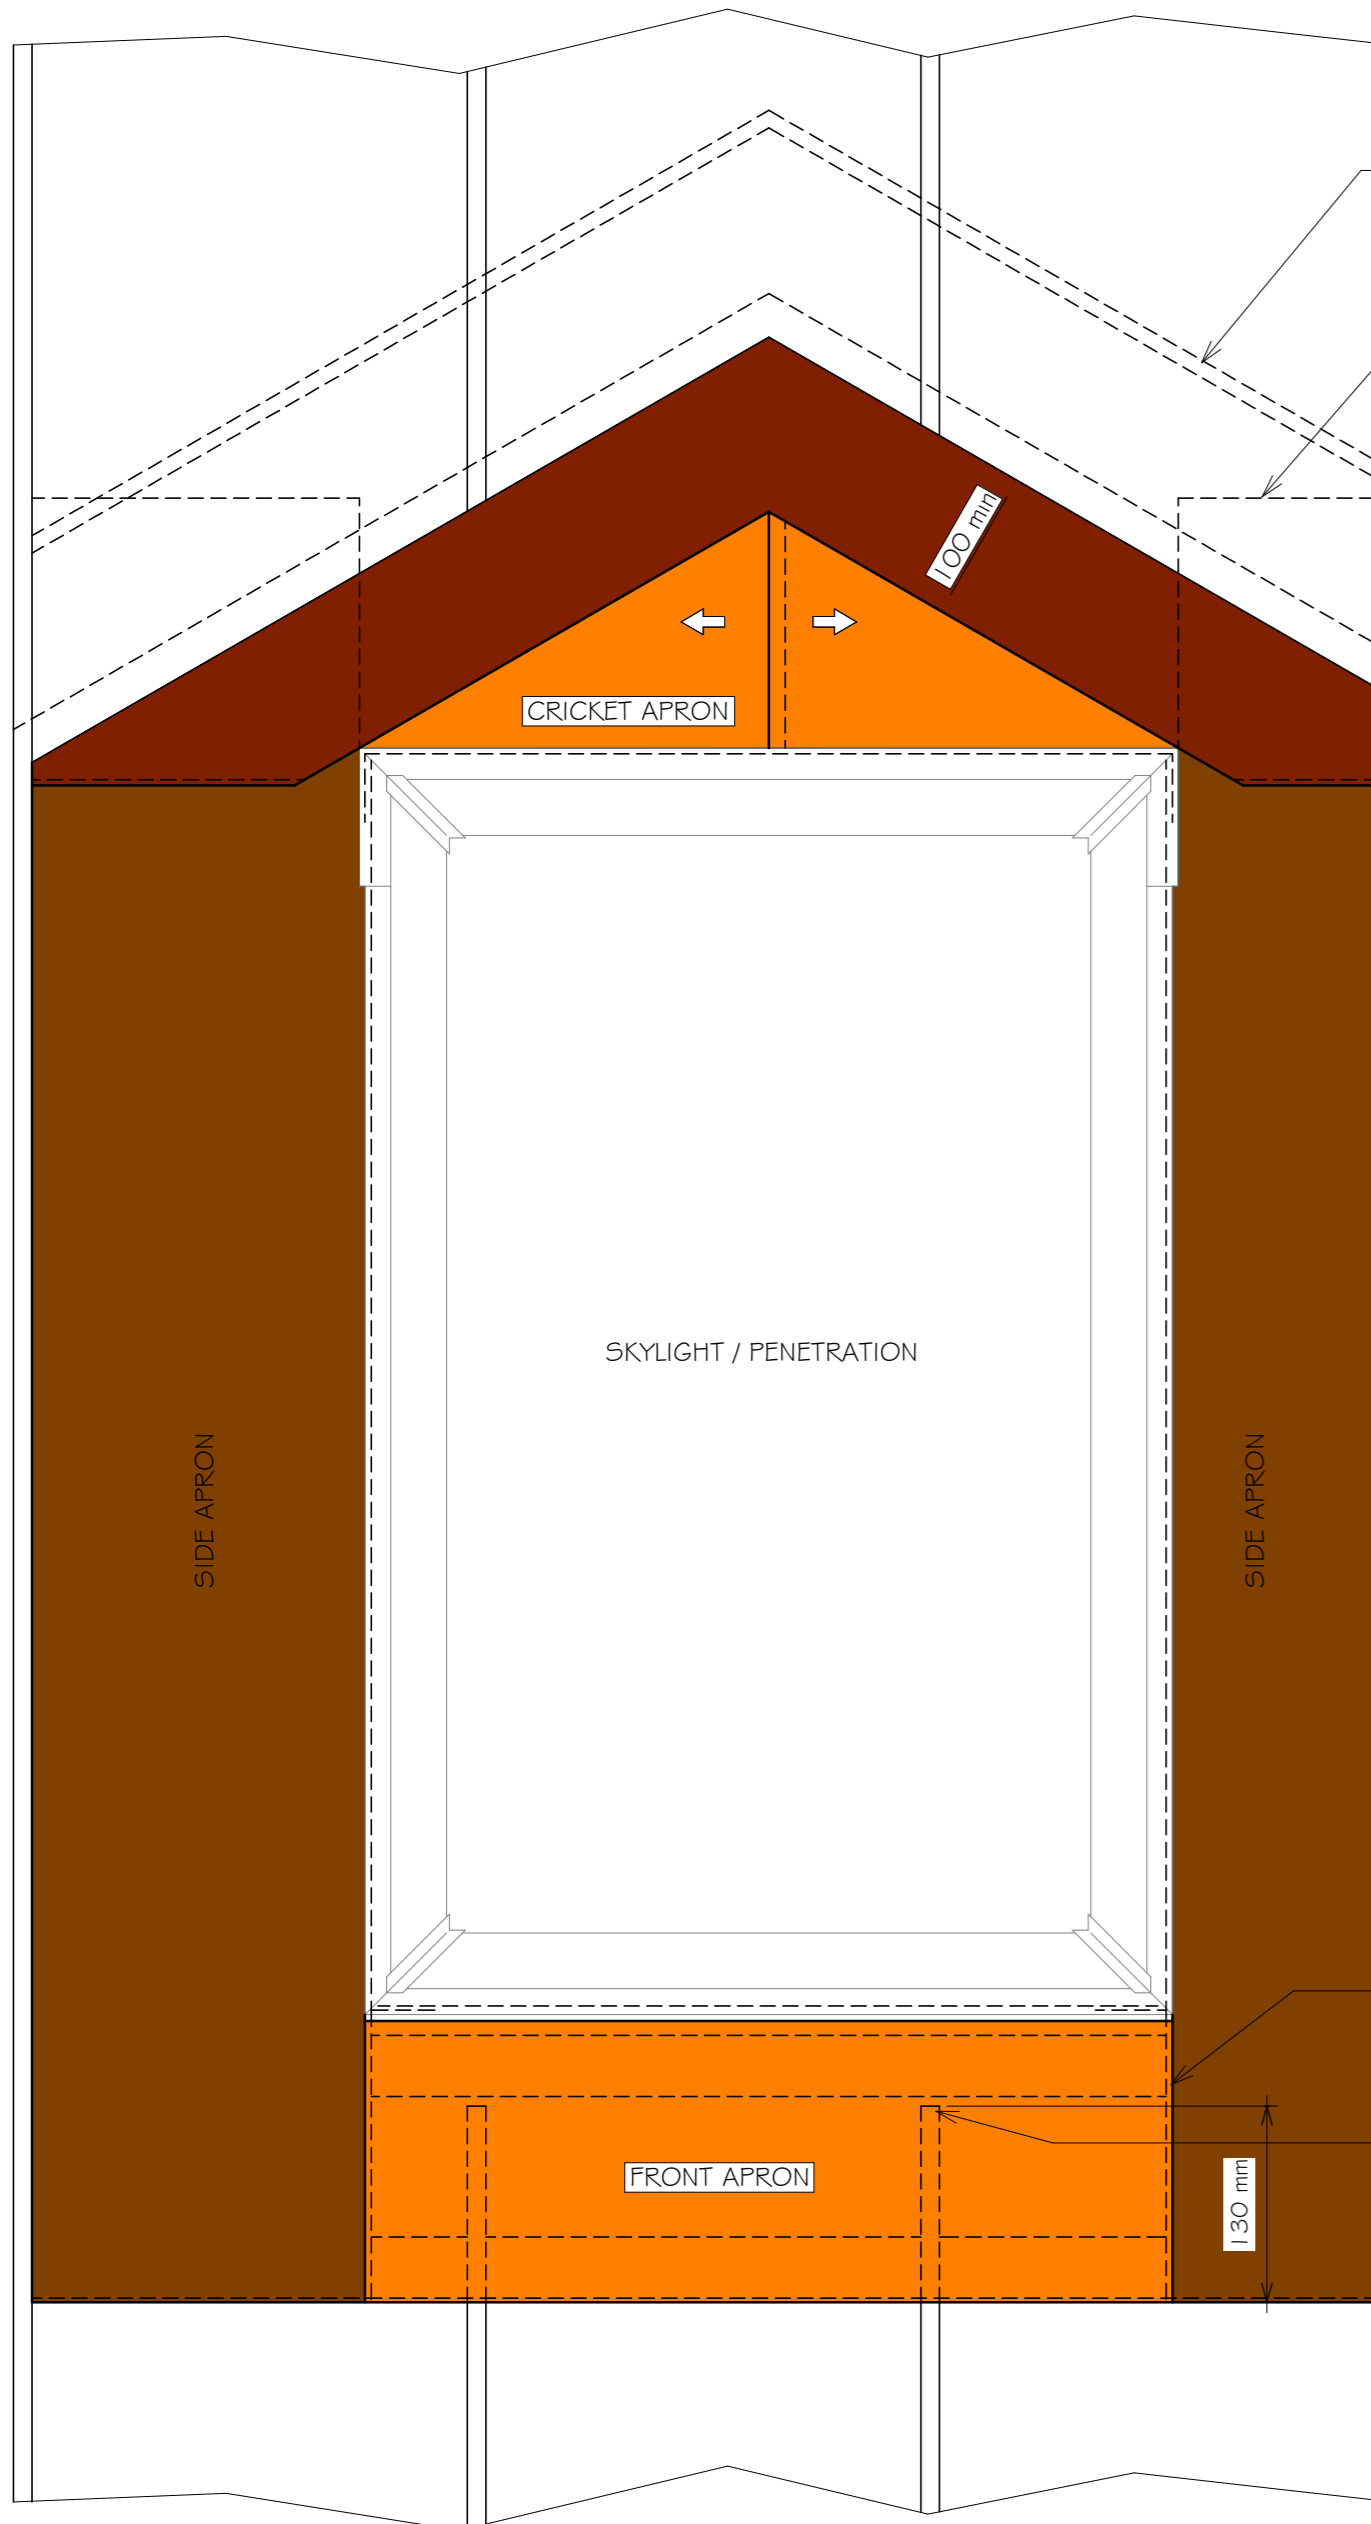 100 min
CRICKET APRON
SKYLIGHT / PENETRATION
SIDE APRON
SIDE APRON
FRONT APRON
130 mm